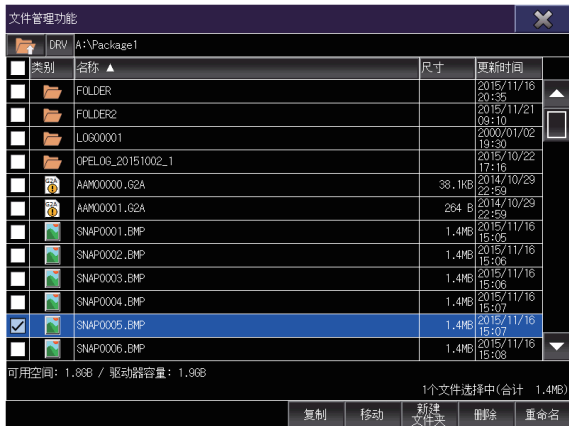 文件管理功能
DRV A:\Package1
类别 名称 ▲ 尺寸 更新时间
FOLDER 2015/11/16 20:35
FOLDER2 2015/11/21 09:10
LOG00001 2000/01/02 19:30
OPELOG_20151002_1 2015/10/22 17:16
AAM00000.G2A 38.1KB 2014/10/29 22:59
AAM00001.G2A 264 B 2014/10/29 22:59
SNAP0001.BMP 1.4MB 2015/11/16 15:05
SNAP0002.BMP 1.4MB 2015/11/16 15:06
SNAP0003.BMP 1.4MB 2015/11/16 15:06
SNAP0004.BMP 1.4MB 2015/11/16 15:07
SNAP0005.BMP 1.4MB 2015/11/16 15:07
SNAP0006.BMP 1.4MB 2015/11/16 15:08
可用空间: 1.8GB / 驱动器容量: 1.9GB
1个文件选择中(合计 1.4MB)
复制 移动 新建文件夹 删除 重命名